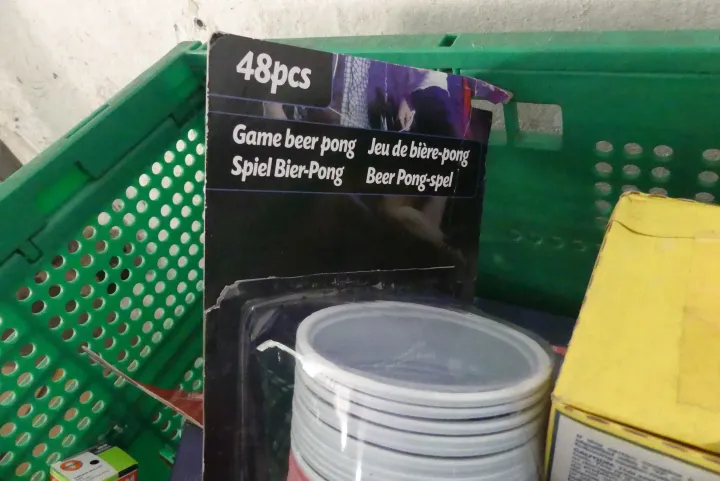 48pcs
Game beer pong
Spiel Bier-Pong
Jeu de bière-pong
Beer Pong-spel